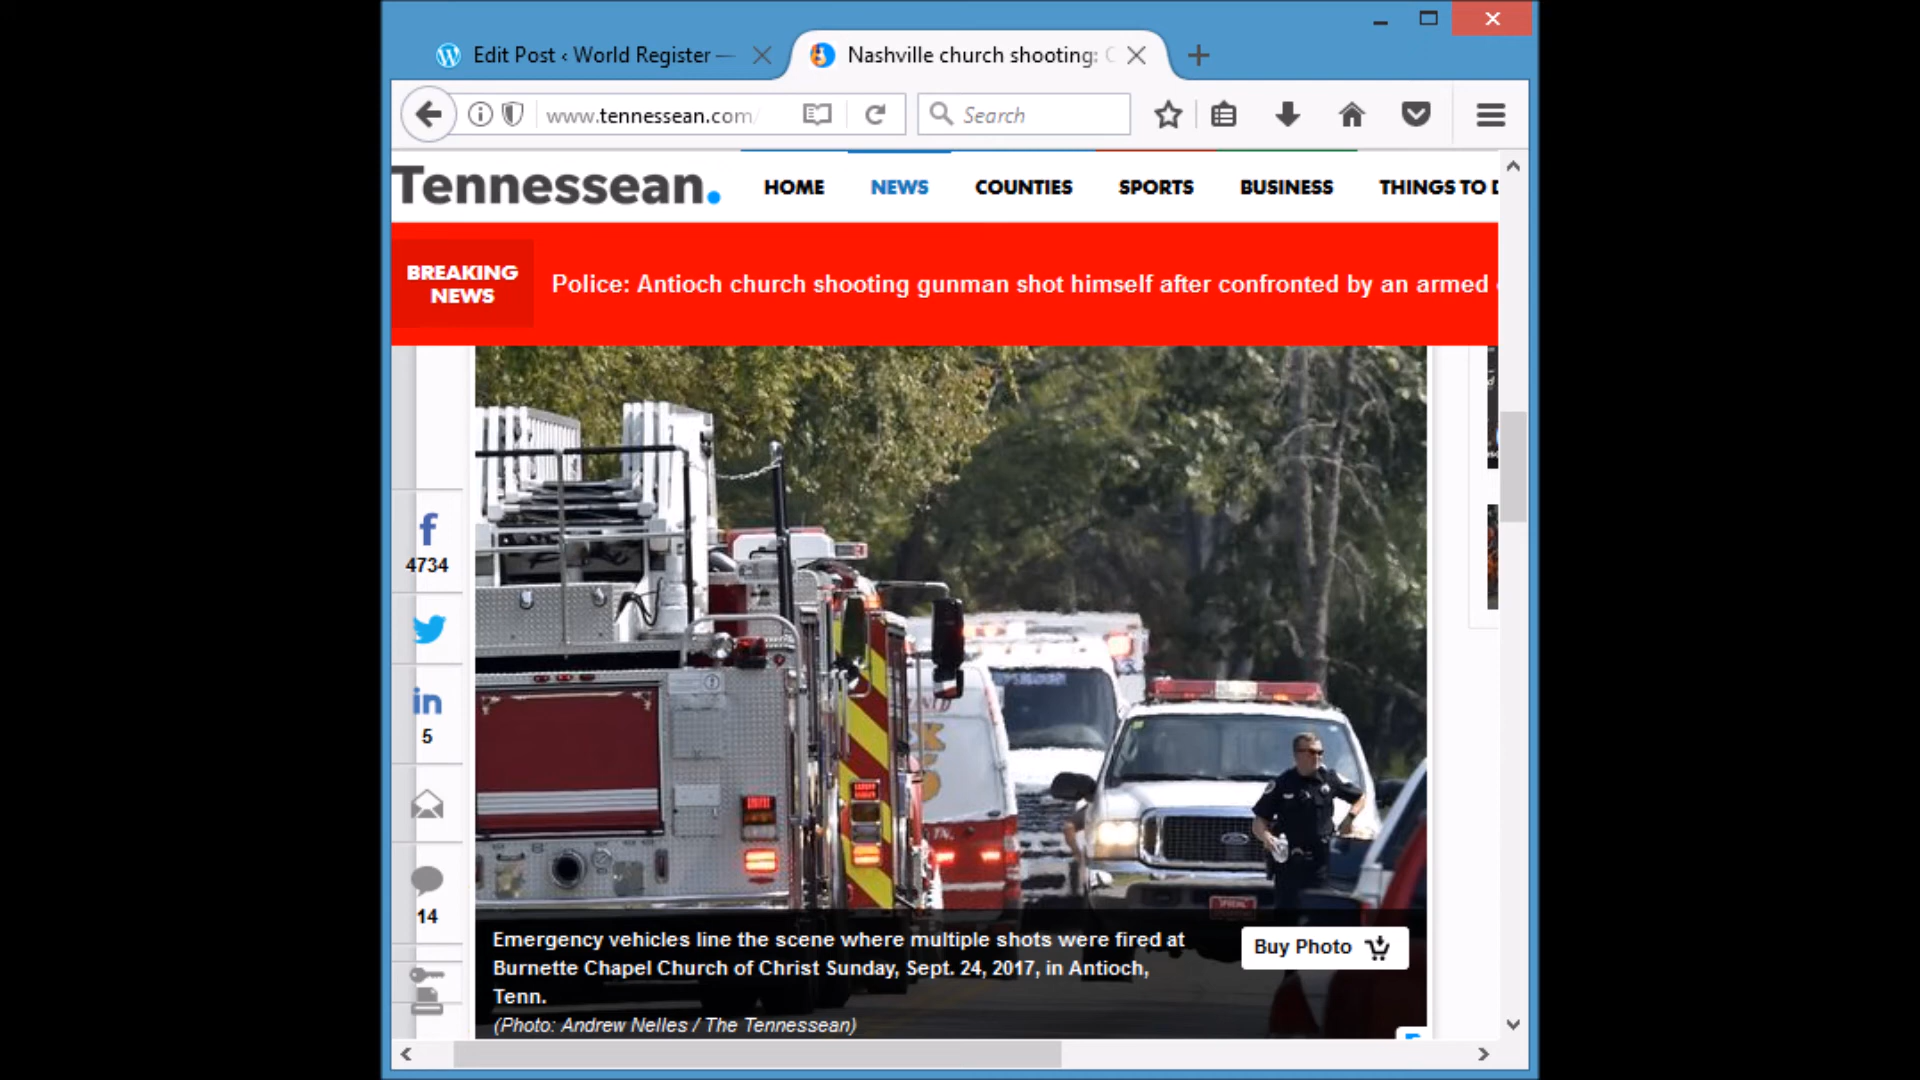 Edit Post ‹ World Register —
Nashville church shooting:
www.tennessean.com/
Search
Tennessean.
HOME NEWS COUNTIES SPORTS BUSINESS THINGS TO D
BREAKING
NEWS
Police: Antioch church shooting gunman shot himself after confronted by an armed
f
4734
in
5
14
Emergency vehicles line the scene where multiple shots were fired at
Burnette Chapel Church of Christ Sunday, Sept. 24, 2017, in Antioch,
Tenn.
(Photo: Andrew Nelles / The Tennessean)
Buy Photo